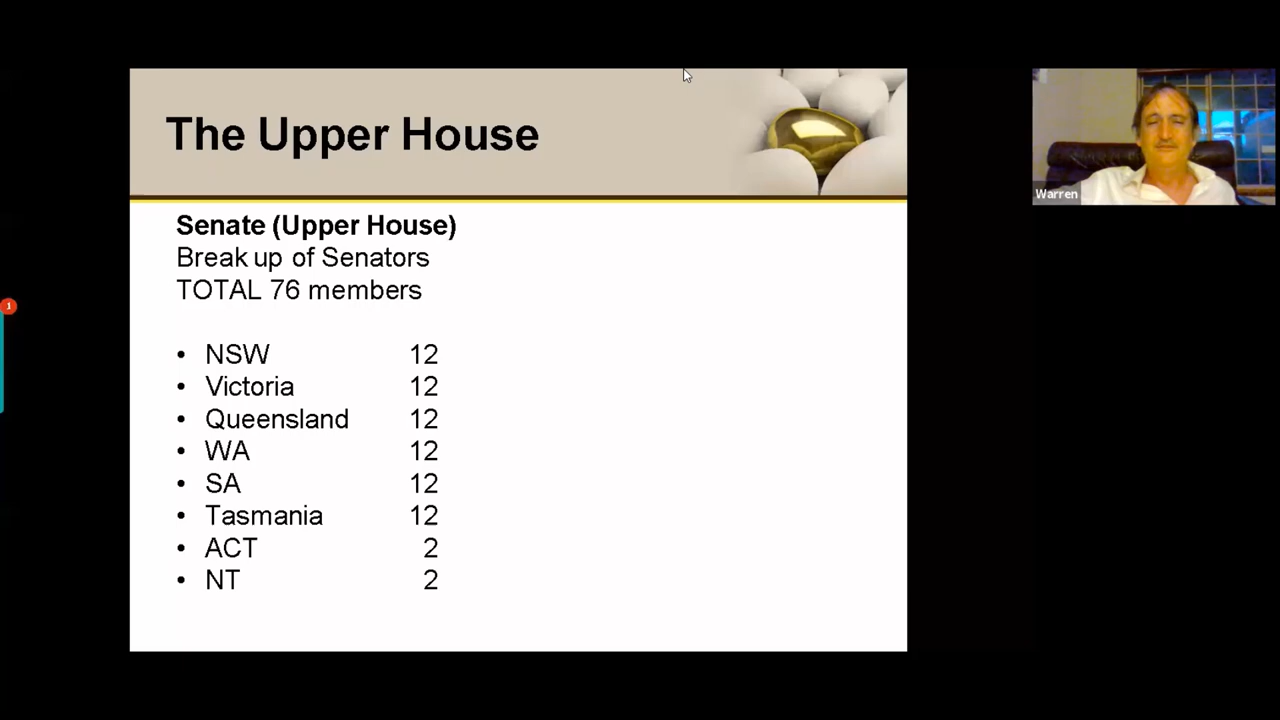 The Upper House
Senate (Upper House)
Break up of Senators
TOTAL 76 members
• NSW 12
• Victoria 12
• Queensland 12
• WA 12
• SA 12
• Tasmania 12
• ACT 2
• NT 2
Warren
1